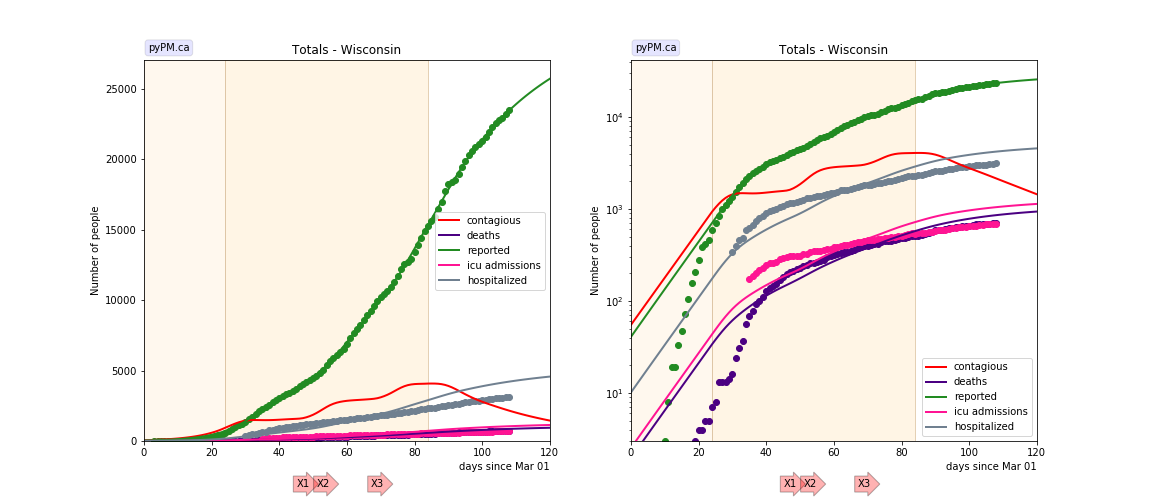 pyPM.ca
Totals - Wisconsin
Number of people
25000
20000
15000
10000
5000
0
0 20 40 60 80 100 120
days since Mar 01
contagious
deaths
reported
icu admissions
hospitalized
X1 X2 X3
pyPM.ca
Totals - Wisconsin
Number of people
10^4
10^3
10^2
10^1
0 20 40 60 80 100 120
days since Mar 01
contagious
deaths
reported
icu admissions
hospitalized
X1 X2 X3